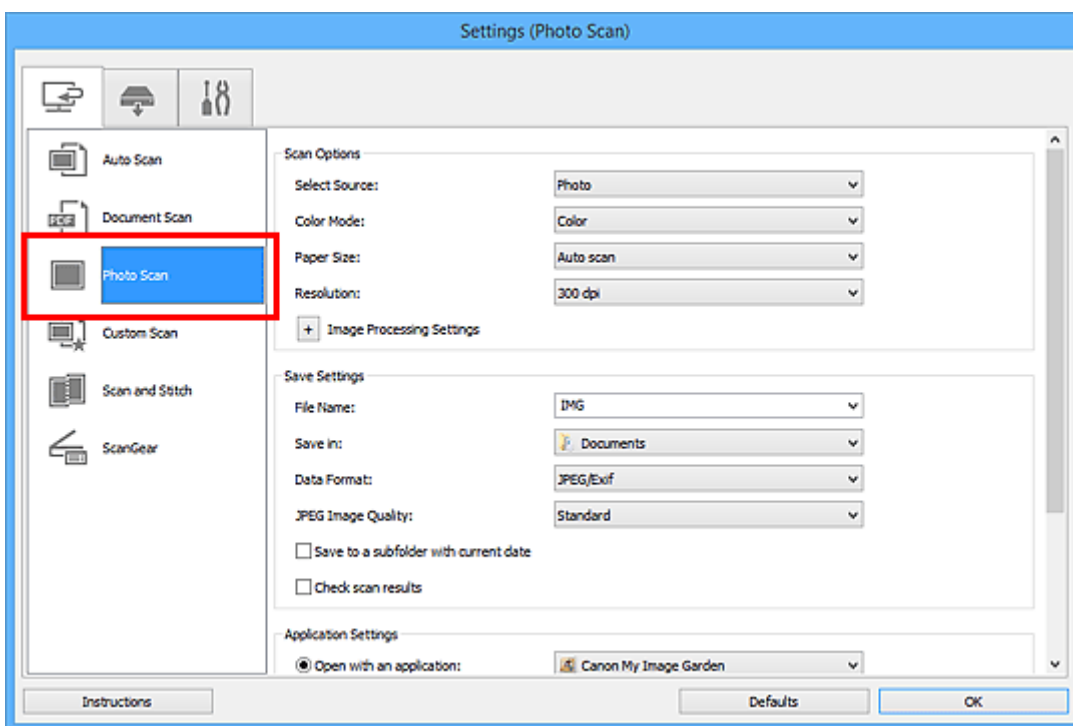 Settings (Photo Scan)
Auto Scan
PDF
Document Scan
Photo Scan
Custom Scan
Scan and Stitch
ScanGear
Scan Options
Select Source: Photo
Color Mode: Color
Paper Size: Auto scan
Resolution: 300 dpi
+ Image Processing Settings
Save Settings
File Name: IMG
Save in: Documents
Data Format: JPEG/Exif
JPEG Image Quality: Standard
Save to a subfolder with current date
Check scan results
Application Settings
Open with an application: Canon My Image Garden
Instructions Defaults OK